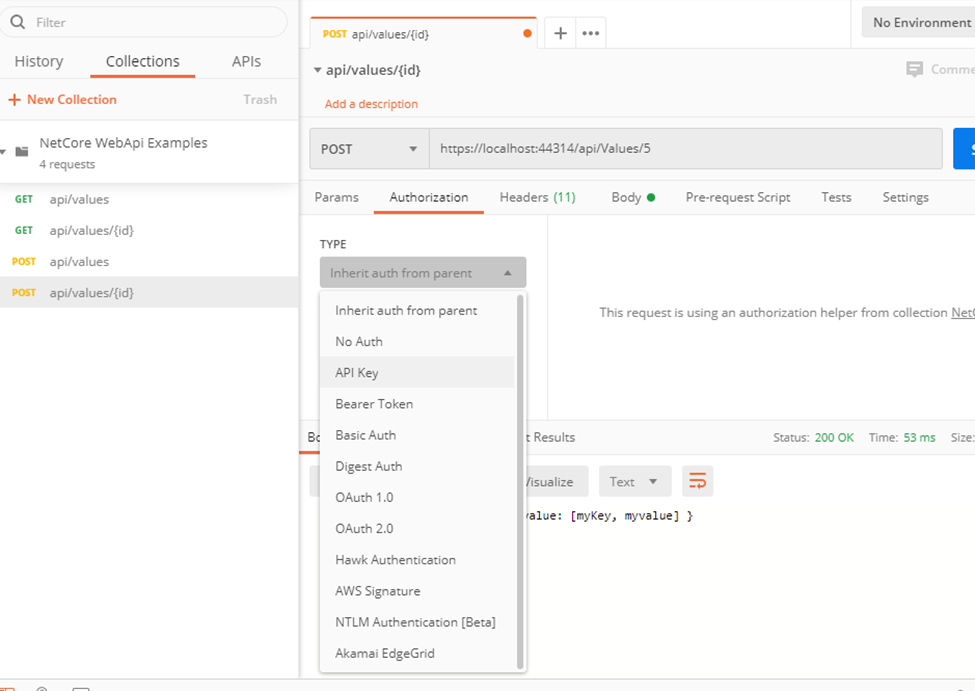 Filter
History Collections APIs
+ New Collection Trash
NetCore WebApi Examples
4 requests
GET api/values
GET api/values/{id}
POST api/values
POST api/values/{id}
POST api/values/{id}
No Environment
api/values/{id}
Add a description
POST https://localhost:44314/api/Values/5
Params Authorization Headers (11) Body Pre-request Script Tests Settings
TYPE
Inherit auth from parent
Inherit auth from parent
No Auth
API Key
Bearer Token
Basic Auth
Digest Auth
OAuth 1.0
OAuth 2.0
Hawk Authentication
AWS Signature
NTLM Authentication [Beta]
Akamai EdgeGrid
This request is using an authorization helper from collection
t Results Status: 200 OK Time: 53 ms Size:
Text
value: [myKey, myvalue] }